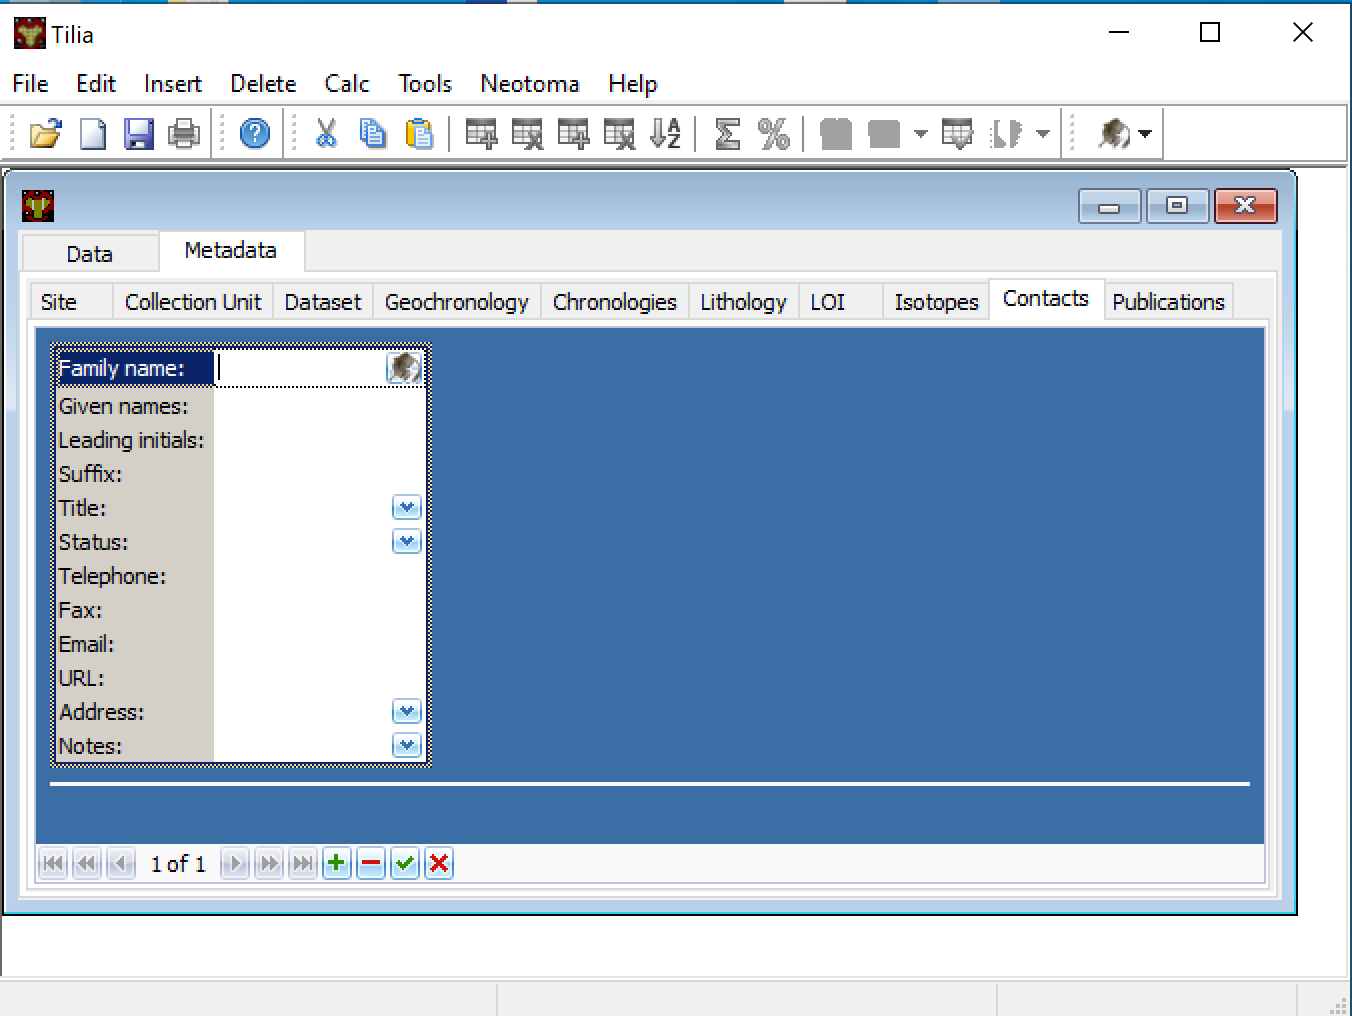 Tilia
File Edit Insert Delete Calc Tools Neotoma Help
Data Metadata
Site Collection Unit Dataset Geochronology Chronologies Lithology LOI Isotopes Contacts Publications
Family name:
Given names:
Leading initials:
Suffix:
Title:
Status:
Telephone:
Fax:
Email:
URL:
Address:
Notes:
1 of 1